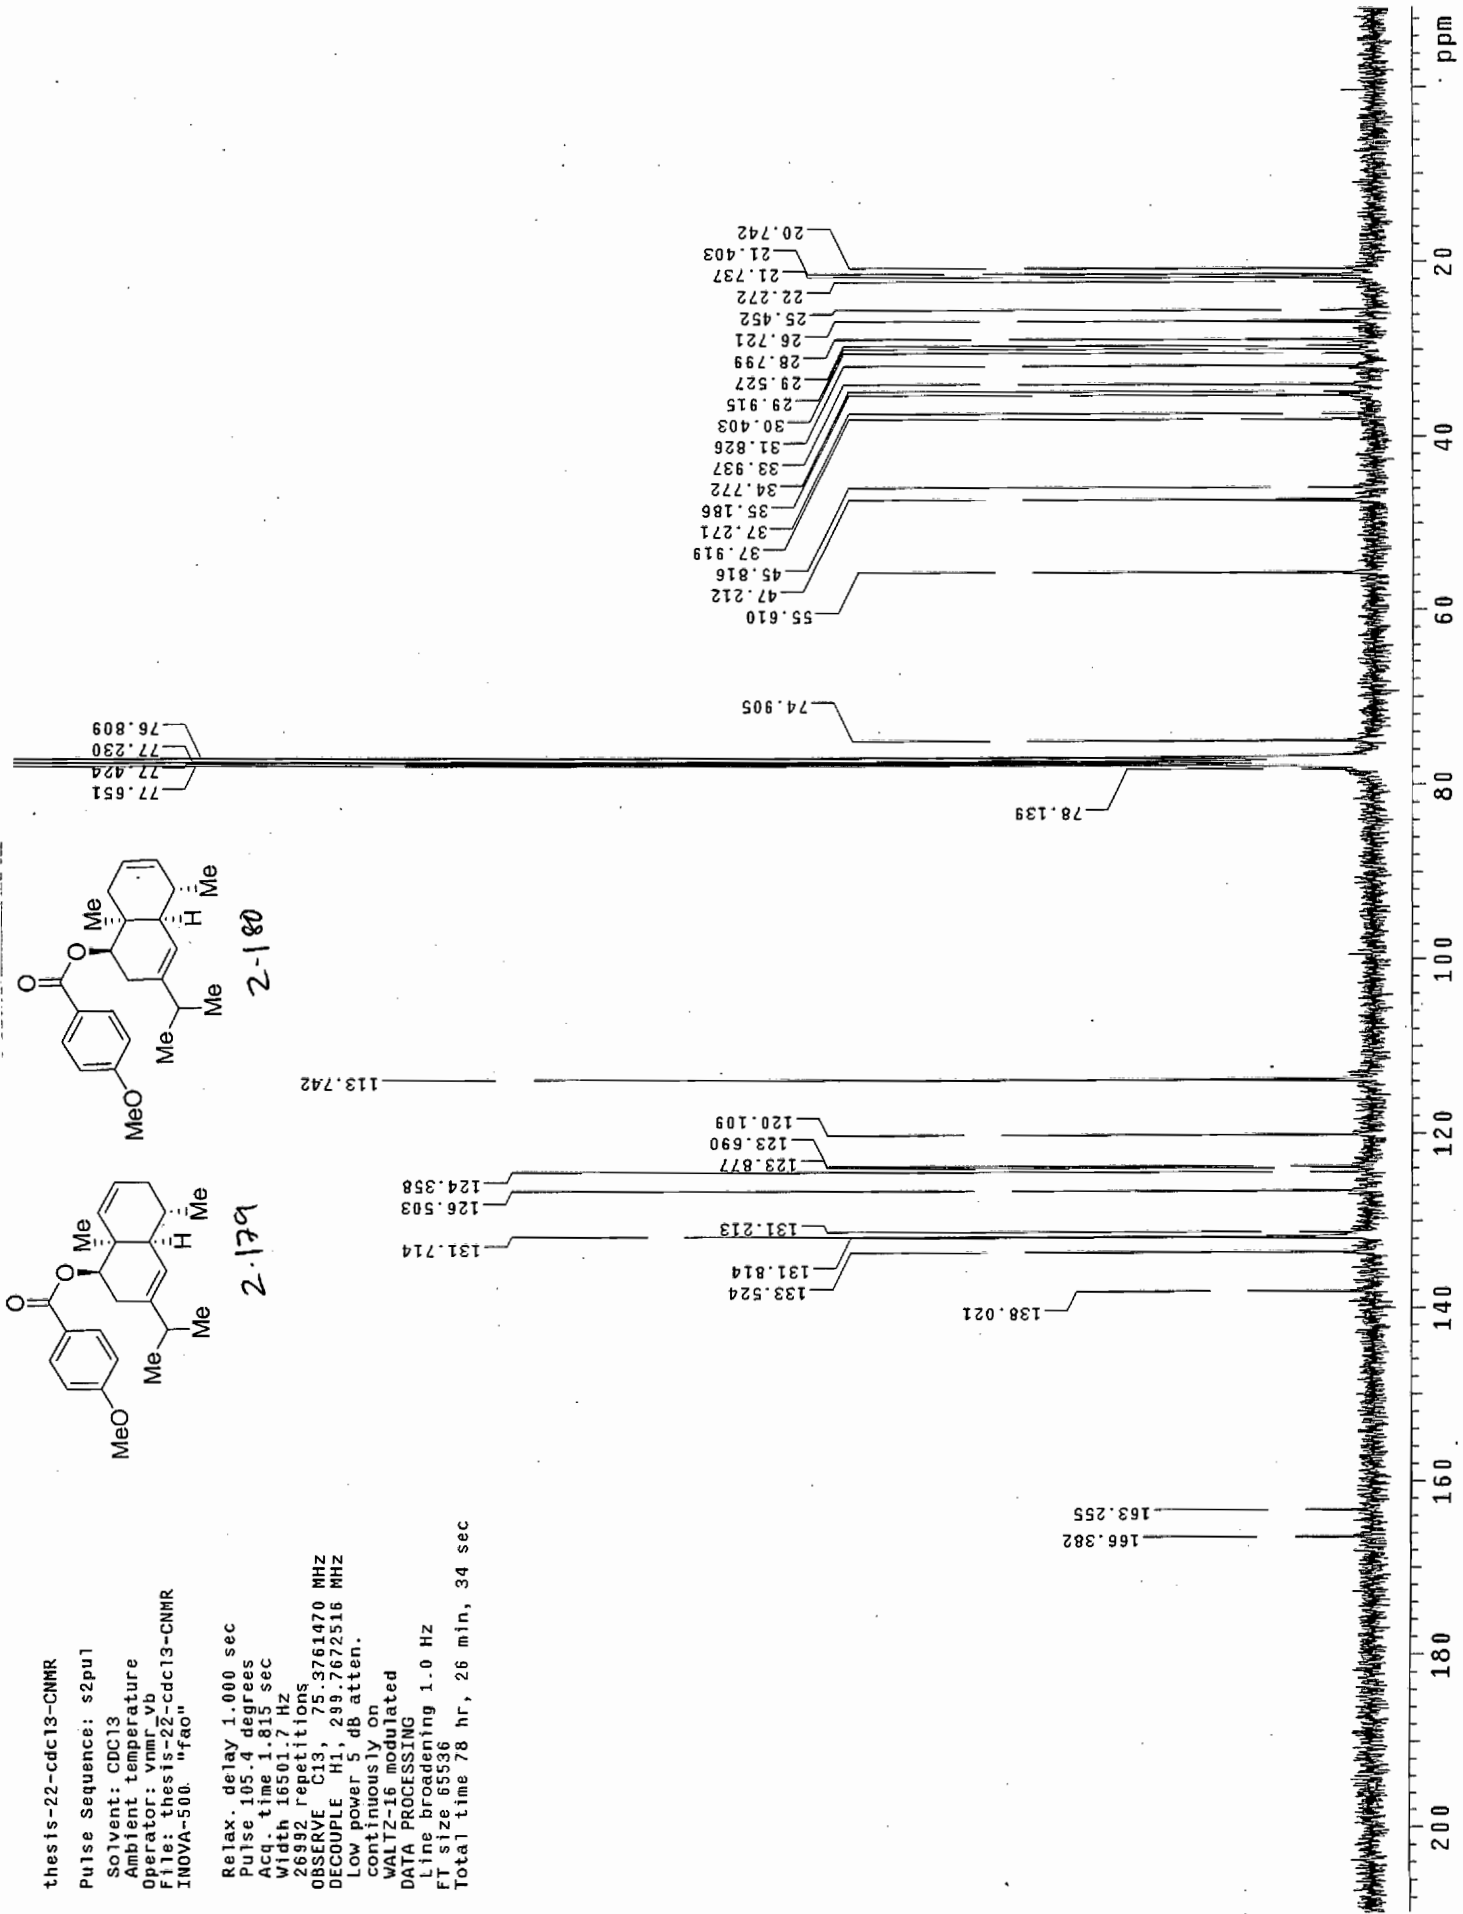 thesis-22-cdcl3-CNMR
Pulse Sequence: s2pul
Solvent: CDCl3
Ambient temperature
Operator: vnmr_vb
File: thesis-22-cdcl3-CNMR
INOVA-500 "fao"
Relax. delay 1.000 sec
Pulse 105.4 degrees
Acq. time 1.815 sec
Width 16501.7 Hz
26992 repetitions
OBSERVE C13, 75.3761470 MHz
DECOUPLE H1, 299.7672516 MHz
Low power 5 dB atten.
continuously on
WALTZ-16 modulated
DATA PROCESSING
Line broadening 1.0 Hz
FT size 65536
Total time 78 hr, 26 min, 34 sec
MeO
O
O
Me
H
Me
Me
Me
2.179
MeO
O
O
Me
H
Me
Me
Me
2-180
166.382
163.255
138.021
133.524
131.814
131.714
131.213
126.503
124.358
123.877
123.690
120.109
113.742
78.139
77.651
77.424
77.230
76.809
74.905
55.610
47.212
45.816
37.919
37.271
35.186
34.772
33.937
31.826
30.403
29.915
29.527
28.799
26.721
25.452
22.272
21.737
21.403
20.742
200 180 160 140 120 100 80 60 40 20 ppm